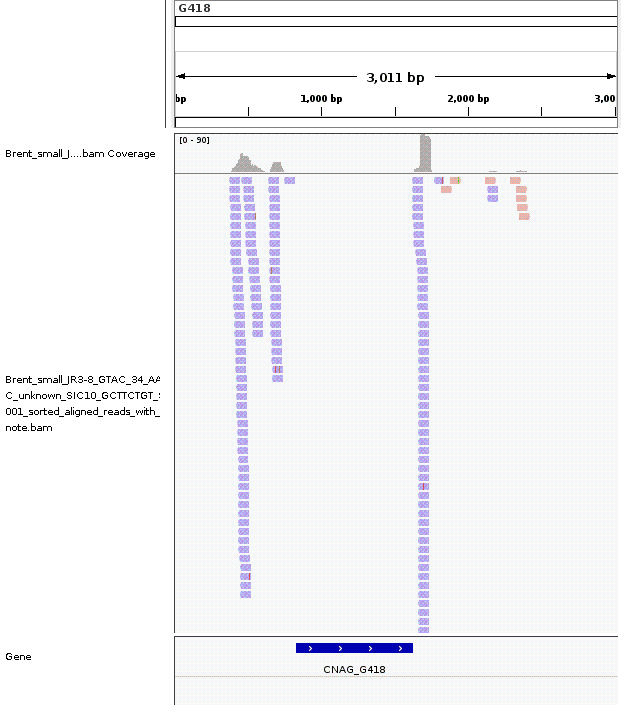 G418
3,011 bp
bp 1,000 bp 2,000 bp 3,00
[0 - 90]
Brent_small_J....bam Coverage
Brent_small_JR3-8_GTAC_34_AA
C_unknown_SIC10_GCTTCTGT_
001_sorted_aligned_reads_with_
note.bam
Gene
CNAG_G418